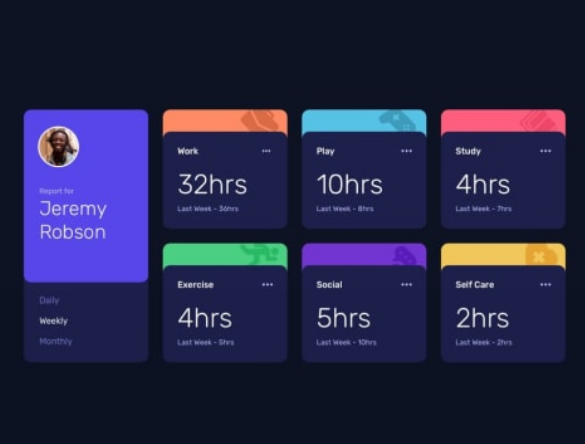 Report for
Jeremy
Robson
Daily
Weekly
Monthly
Work
32hrs
Last Week - 36hrs
Play
10hrs
Last Week - 8hrs
Study
4hrs
Last Week - 7hrs
Exercise
4hrs
Last Week - 5hrs
Social
5hrs
Last Week - 10hrs
Self Care
2hrs
Last Week - 2hrs